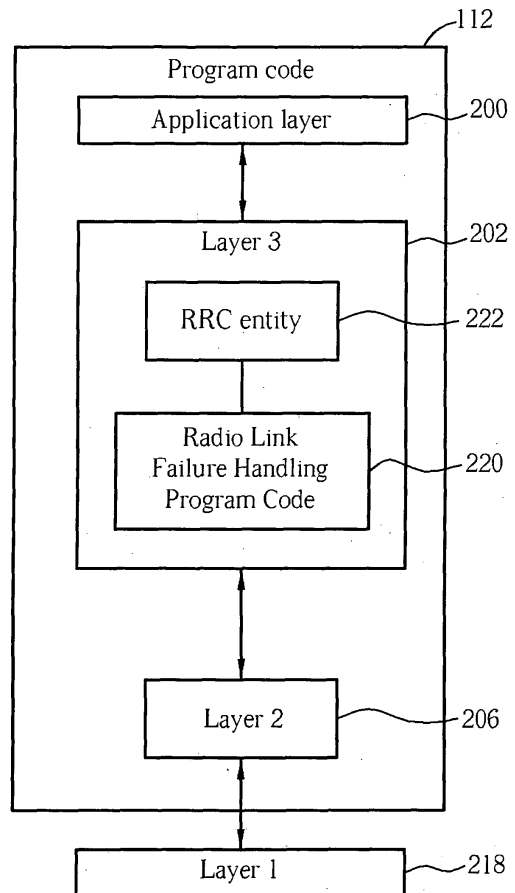 112
Program code
Application layer
200
Layer 3
202
RRC entity
222
Radio Link
Failure Handling
Program Code
220
Layer 2
206
Layer 1
218